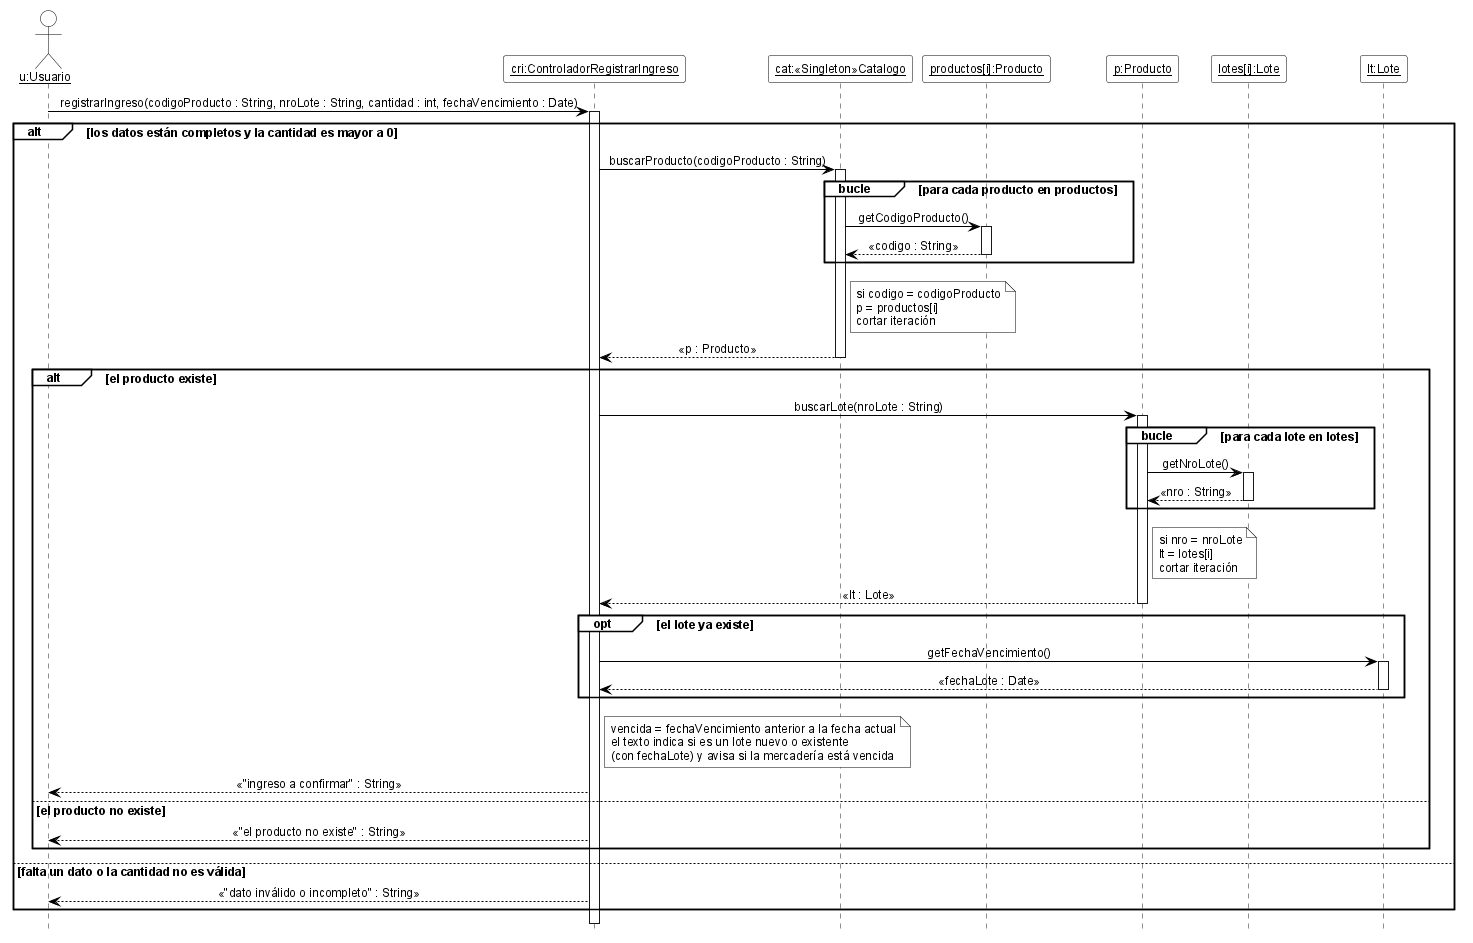 u:Usuario
cri:ControladorRegistrarIngreso
cat:«Singleton»Catalogo
productos[i]:Producto
p:Producto
lotes[i]:Lote
lt:Lote
registrarIngreso(codigoProducto : String, nroLote : String, cantidad : int, fechaVencimiento : Date)
alt
[los datos están completos y la cantidad es mayor a 0]
buscarProducto(codigoProducto : String)
bucle
[para cada producto en productos]
getCodigoProducto()
«codigo : String»
si codigo = codigoProducto
p = productos[i]
cortar iteración
«p : Producto»
alt
[el producto existe]
buscarLote(nroLote : String)
bucle
[para cada lote en lotes]
getNroLote()
«nro : String»
si nro = nroLote
lt = lotes[i]
cortar iteración
«lt : Lote»
opt
[el lote ya existe]
getFechaVencimiento()
«fechaLote : Date»
vencida = fechaVencimiento anterior a la fecha actual
el texto indica si es un lote nuevo o existente
(con fechaLote) y avisa si la mercadería está vencida
«"ingreso a confirmar" : String»
[el producto no existe]
«"el producto no existe" : String»
[falta un dato o la cantidad no es válida]
«"dato inválido o incompleto" : String»